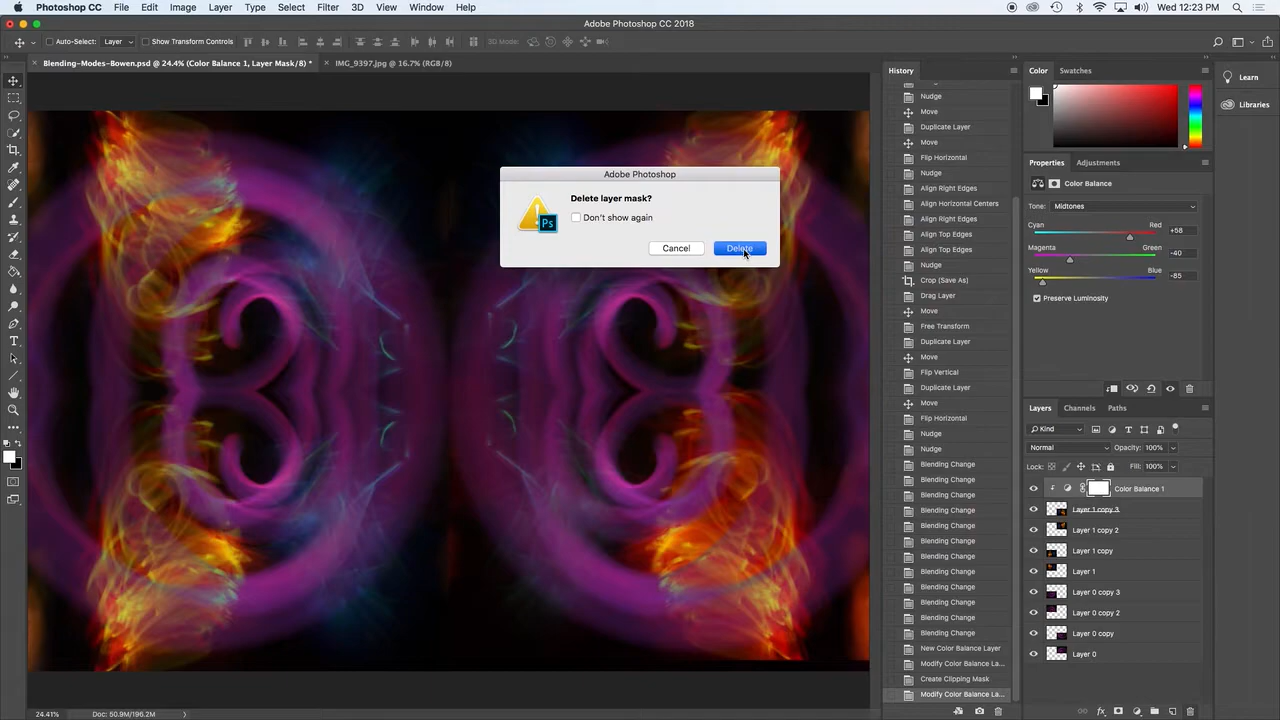 Photoshop CC File Edit Image Layer Type Select Filter 3D View Window Help Wed 12:23 PM
Adobe Photoshop CC 2018
Auto-Select: Layer Show Transform Controls 3D Mode:
Blending-Modes-Bowen.psd @ 24.4% (Color Balance 1, Layer Mask/8) * IMG_9397.jpg @ 16.7% (RGB/8)
History
Nudge
Move
Duplicate Layer
Move
Flip Horizontal
Nudge
Align Right Edges
Align Horizontal Centers
Align Right Edges
Align Top Edges
Align Top Edges
Nudge
Crop (Save As)
Drag Layer
Move
Free Transform
Duplicate Layer
Move
Flip Vertical
Duplicate Layer
Move
Flip Horizontal
Nudge
Nudge
Blending Change
Blending Change
Blending Change
Blending Change
Blending Change
Blending Change
Blending Change
Blending Change
Blending Change
Blending Change
Blending Change
Blending Change
New Color Balance Layer
Modify Color Balance La...
Create Clipping Mask
Modify Color Balance La...
Adobe Photoshop
Delete layer mask?
Don't show again
Cancel Delete
Ps
Color Swatches
Learn
Libraries
Properties Adjustments
Color Balance
Tone: Midtones
Cyan Red +58
Magenta Green -40
Yellow Blue -85
Preserve Luminosity
Layers Channels Paths
Kind
Normal Opacity: 100%
Lock: Fill: 100%
Color Balance 1
Layer 1 copy 3
Layer 1 copy 2
Layer 1 copy
Layer 1
Layer 0 copy 3
Layer 0 copy 2
Layer 0 copy
Layer 0
24.41% Doc: 50.9M/196.2M